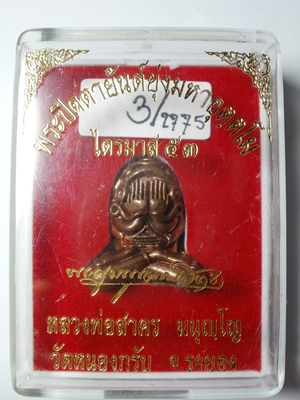 พระปิดตายันต์ยุ่งมหาอุตฺตโม
3/2775
ไตรมาส ๕๓
หลวงพ่อสาคร มนุญฺโญ
วัดหนองกรับ จ.ระยอง